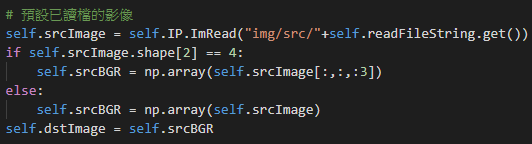 # 預設已讀檔的影像
self.srcImage = self.IP.ImRead("img/src/"+self.readFileString.get())
if self.srcImage.shape[2] == 4:
    self.srcBGR = np.array(self.srcImage[:,:,:3])
else:
    self.srcBGR = np.array(self.srcImage)
self.dstImage = self.srcBGR